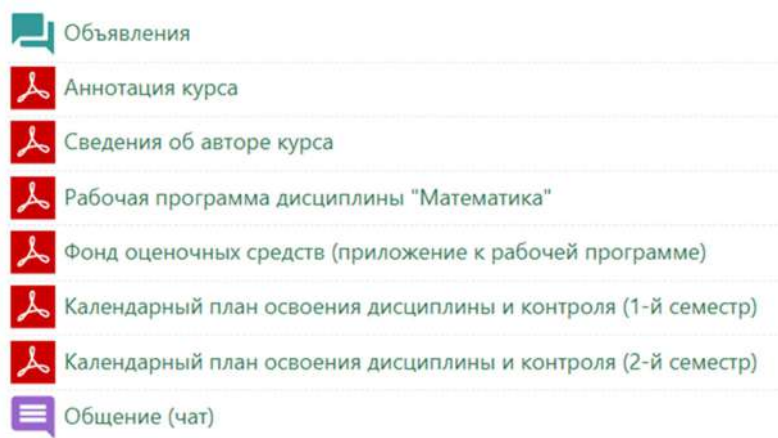 Объявления
Аннотация курса
Сведения об авторе курса
Рабочая программа дисциплины "Математика"
Фонд оценочных средств (приложение к рабочей программе)
Календарный план освоения дисциплины и контроля (1-й семестр)
Календарный план освоения дисциплины и контроля (2-й семестр)
Общение (чат)